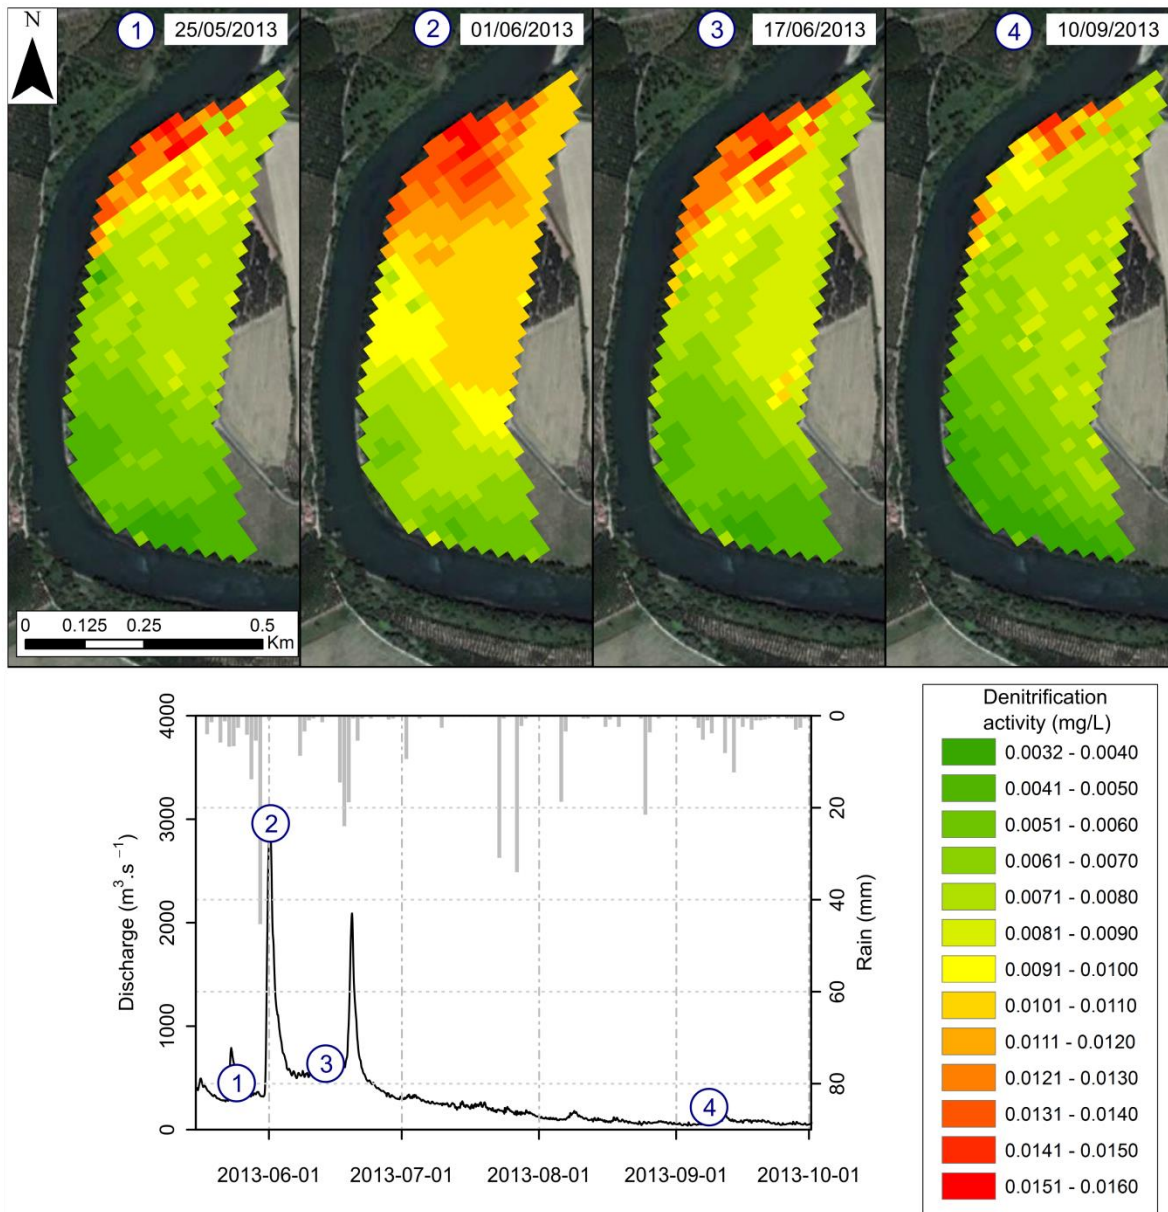 N
1 25/05/2013
2 01/06/2013
3 17/06/2013
4 10/09/2013
0 0.125 0.25 0.5
Km
4000
3000
2000
1000
0
Discharge (m³.s⁻¹)
0
20
40
60
80
Rain (mm)
1
2
3
4
2013-06-01 2013-07-01 2013-08-01 2013-09-01 2013-10-01
Denitrification
activity (mg/L)
0.0032 - 0.0040
0.0041 - 0.0050
0.0051 - 0.0060
0.0061 - 0.0070
0.0071 - 0.0080
0.0081 - 0.0090
0.0091 - 0.0100
0.0101 - 0.0110
0.0111 - 0.0120
0.0121 - 0.0130
0.0131 - 0.0140
0.0141 - 0.0150
0.0151 - 0.0160